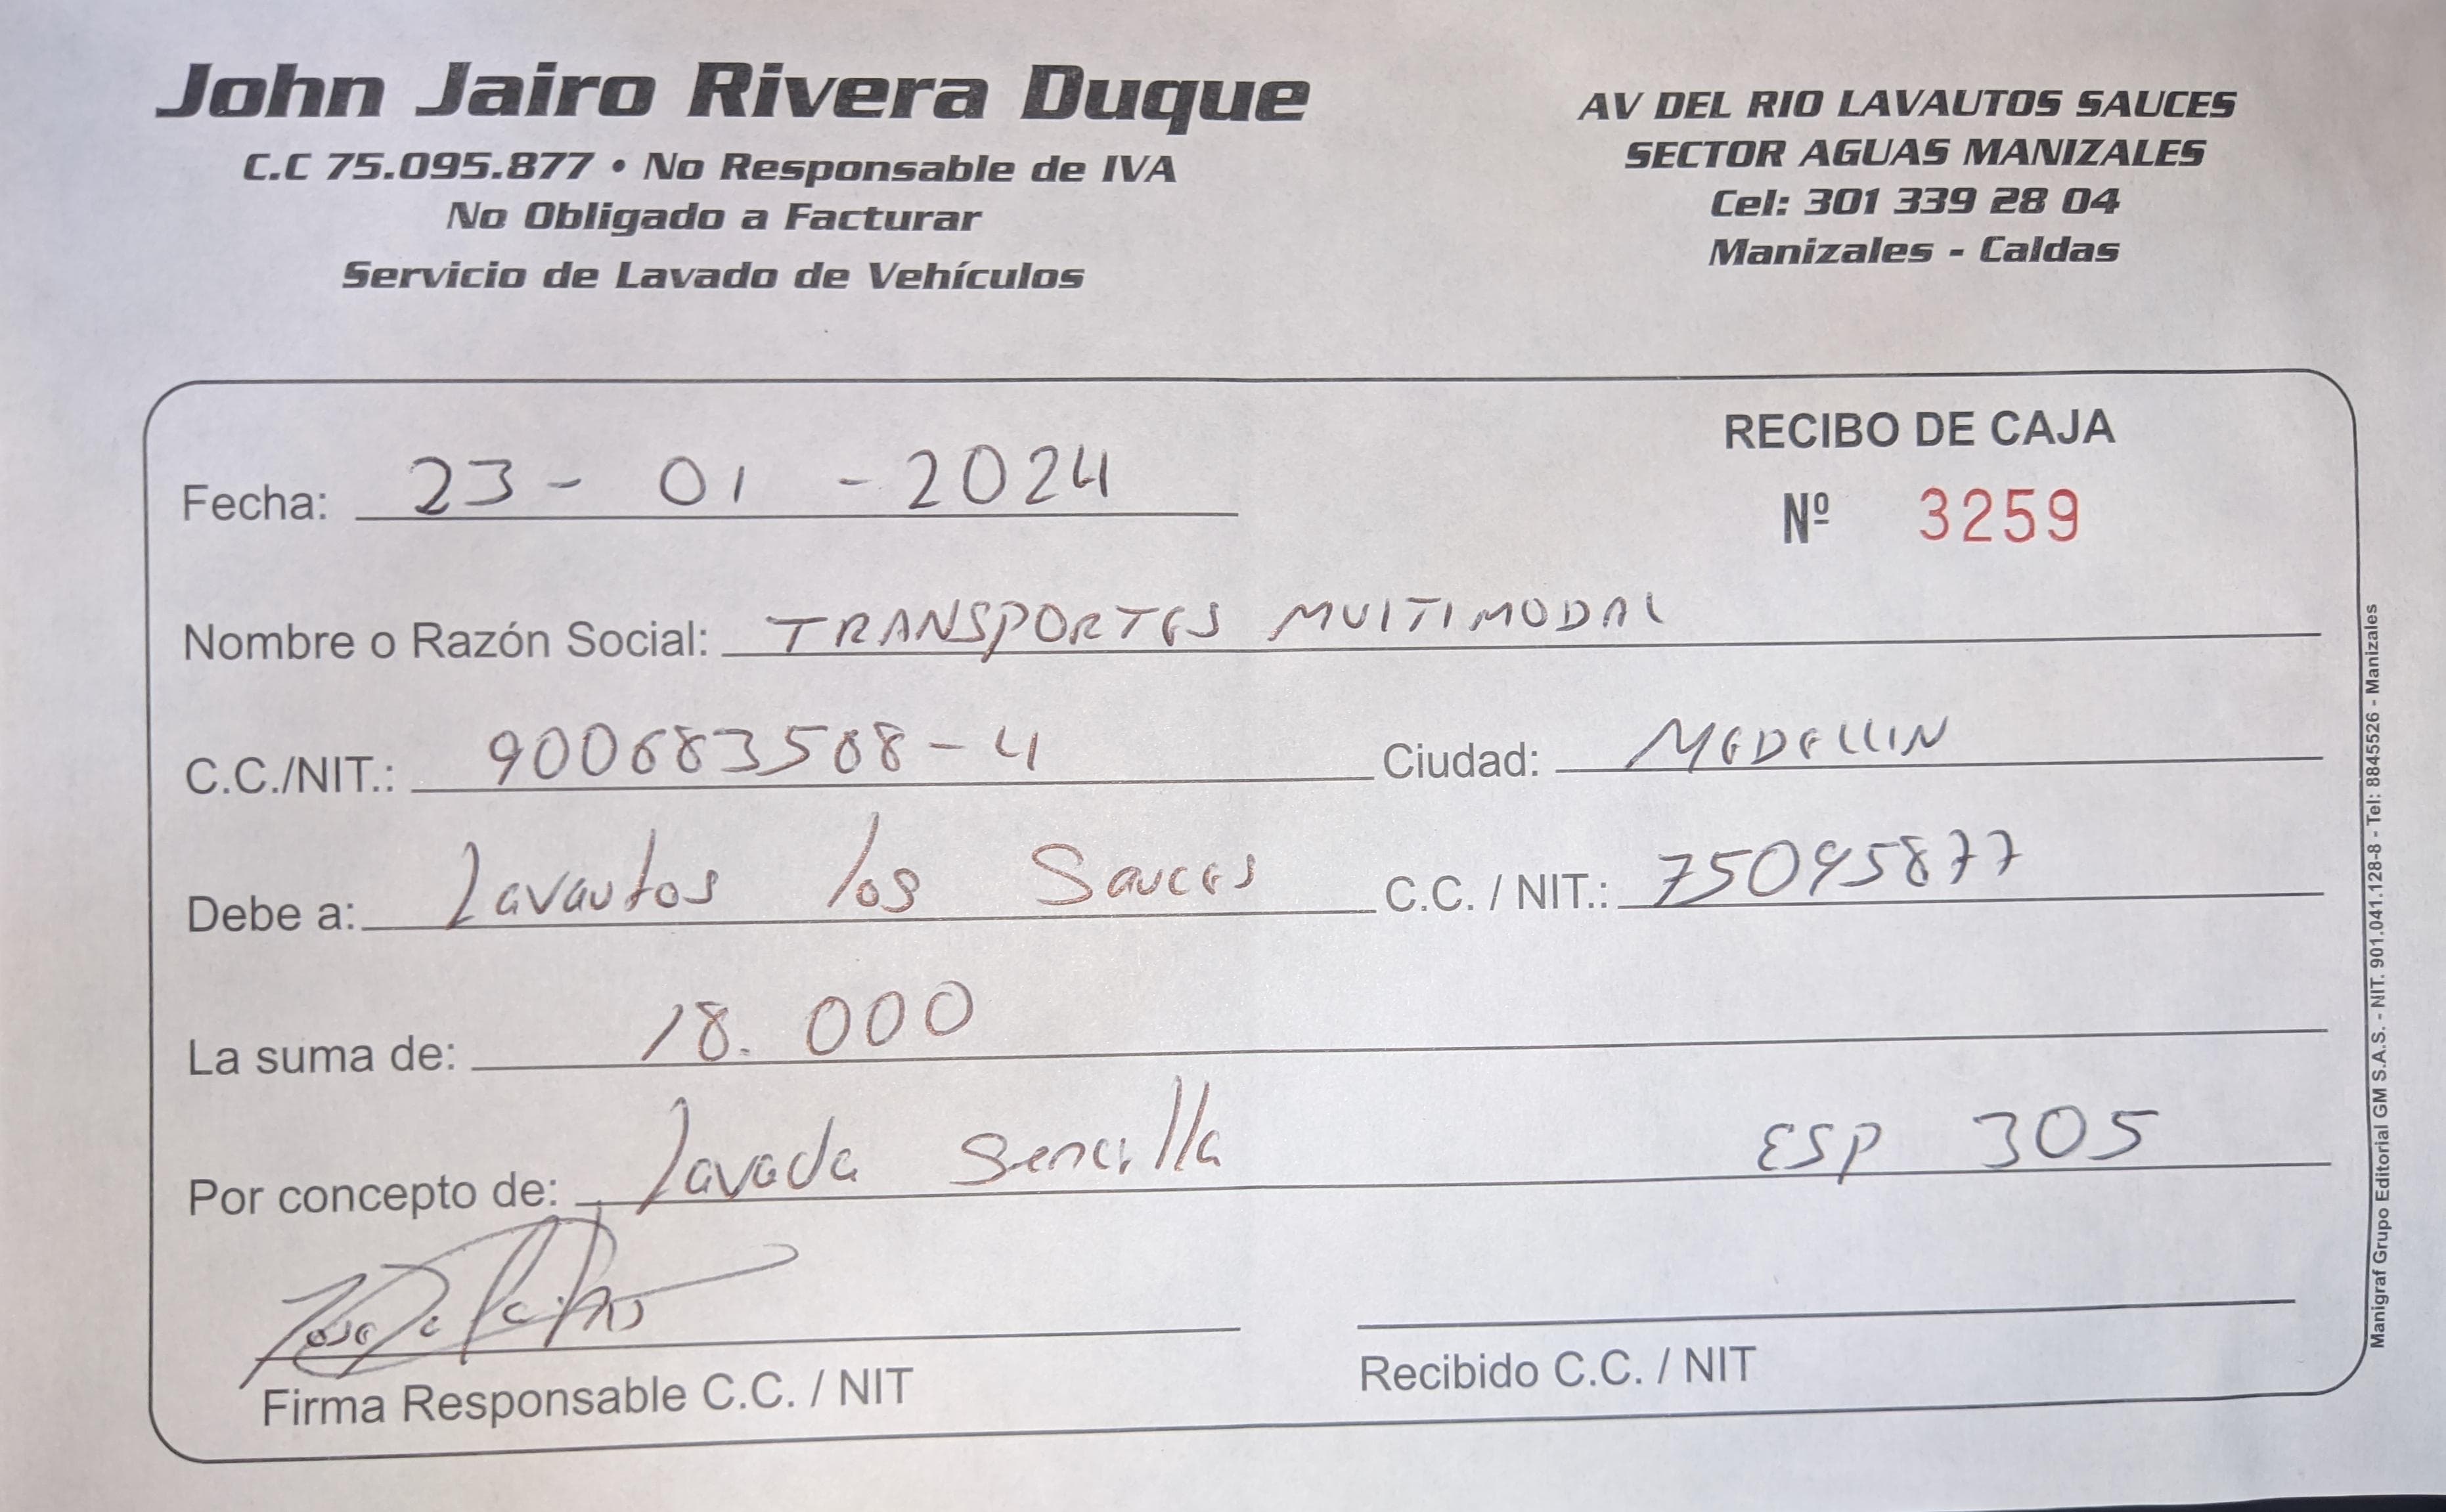 John Jairo Rivera Duque
C.C 75.095.877 • No Responsable de IVA
No Obligado a Facturar
Servicio de Lavado de Vehículos
AV DEL RIO LAVAUTOS SAUCES
SECTOR AGUAS MANIZALES
Cel: 301 339 28 04
Manizales - Caldas
RECIBO DE CAJA
Nº 3259
Fecha: 23 - 01 - 2024
Nombre o Razón Social: TRANSPORTES MULTIMODAL
C.C./NIT.: 900683508-4 Ciudad: MEDELLIN
Debe a: Lavautos los Sauces C.C. / NIT.: 75095877
La suma de: 18.000
Por concepto de: lavada sencilla ESP 305
Firma Responsable C.C. / NIT
Recibido C.C. / NIT
Manigraf Grupo Editorial GM S.A.S. - NIT. 901.041.128-8 - Tel: 8845526 - Manizales